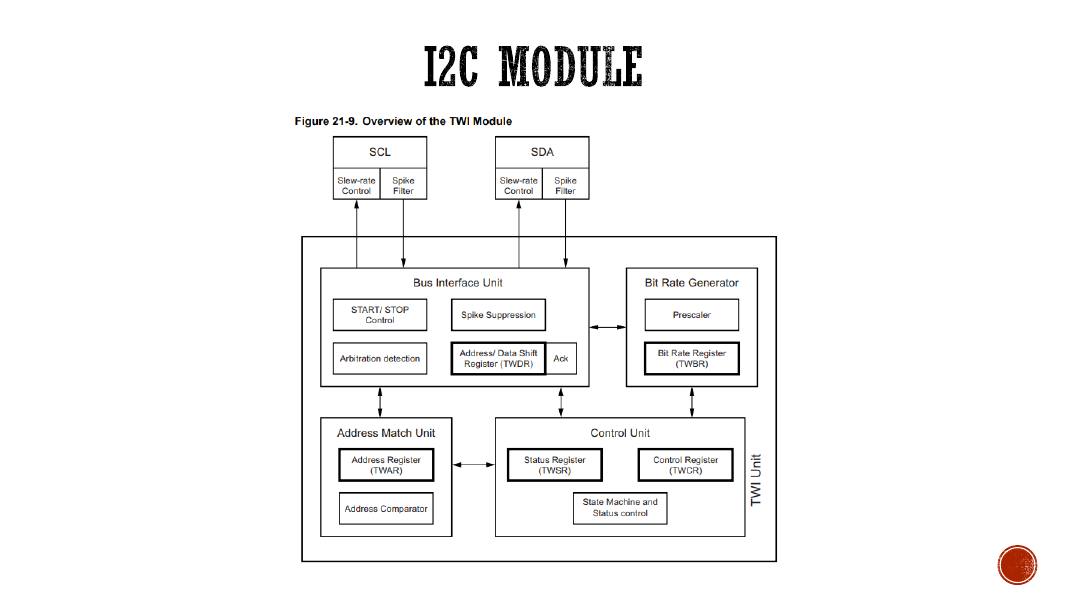 I2C MODULE
Figure 21-9. Overview of the TWI Module
SCL
Slew-rate
Control
Spike
Filter
SDA
Slew-rate
Control
Spike
Filter
Bus Interface Unit
START/ STOP
Control
Spike Suppression
Arbitration detection
Address/ Data Shift
Register (TWDR)
Ack
Bit Rate Generator
Prescaler
Bit Rate Register
(TWBR)
Address Match Unit
Address Register
(TWAR)
Address Comparator
Control Unit
Status Register
(TWSR)
Control Register
(TWCR)
State Machine and
Status control
TWI Unit